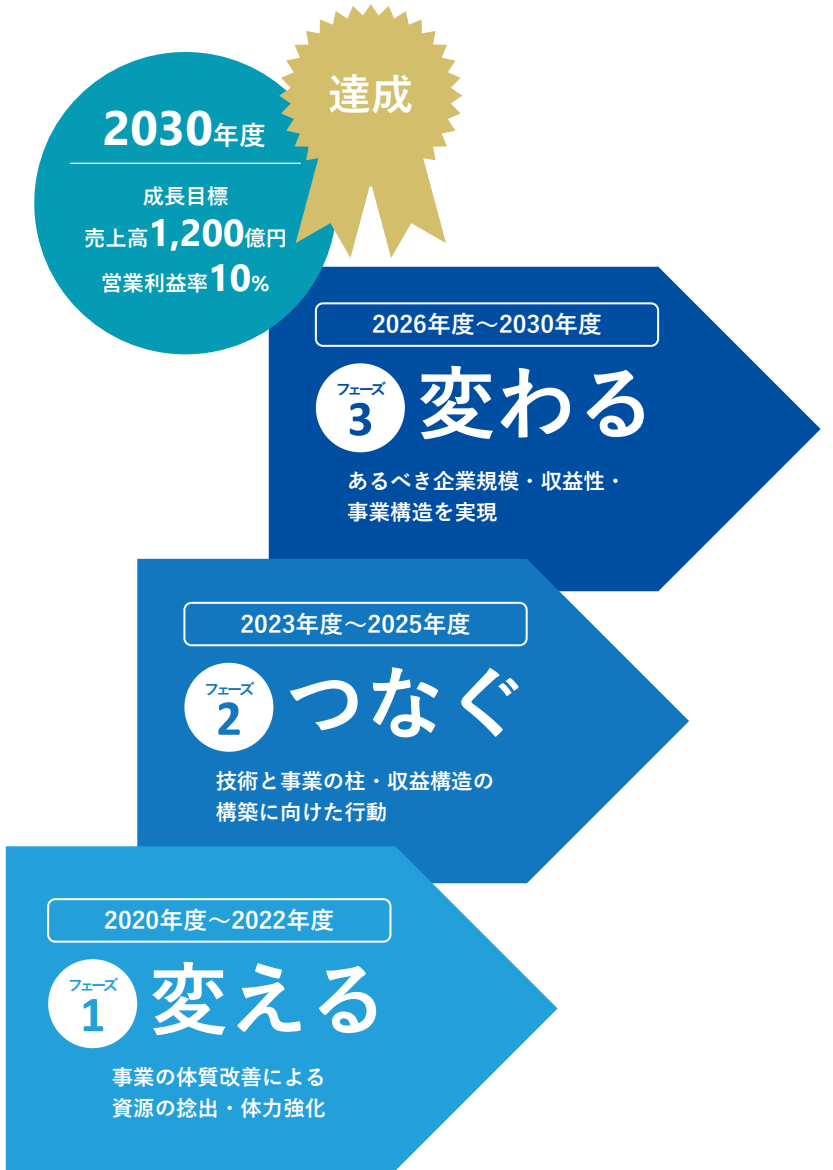 達成
2030年度
成長目標
売上高1,200億円
営業利益率10%
2026年度～2030年度
フェーズ
3
変わる
あるべき企業規模・収益性・
事業構造を実現
2023年度～2025年度
フェーズ
2
つなぐ
技術と事業の柱・収益構造の
構築に向けた行動
2020年度～2022年度
フェーズ
1
変える
事業の体質改善による
資源の捻出・体力強化